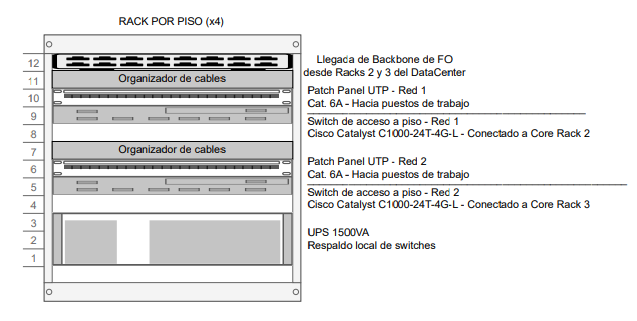 RACK POR PISO (x4)
12
11
10
9
8
7
6
5
4
3
2
1
Organizador de cables
Organizador de cables
Llegada de Backbone de FO
desde Racks 2 y 3 del DataCenter
Patch Panel UTP - Red 1
Cat. 6A - Hacia puestos de trabajo
Switch de acceso a piso - Red 1
Cisco Catalyst C1000-24T-4G-L - Conectado a Core Rack 2
Patch Panel UTP - Red 2
Cat. 6A - Hacia puestos de trabajo
Switch de acceso a piso - Red 2
Cisco Catalyst C1000-24T-4G-L - Conectado a Core Rack 3
UPS 1500VA
Respaldo local de switches